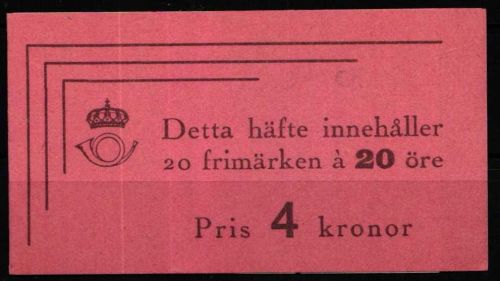 Detta häfte innehåller
20 frimärken à 20 öre
Pris 4 kronor